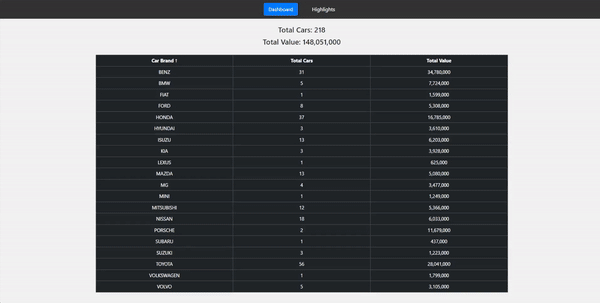 Dashboard Highlights
Total Cars: 218
Total Value: 148,051,000
Car Brand ↑ Total Cars Total Value
BENZ 31 34,780,000
BMW 5 7,724,000
FIAT 1 1,599,000
FORD 8 5,308,000
HONDA 37 16,785,000
HYUNDAI 3 3,610,000
ISUZU 13 6,203,000
KIA 3 3,928,000
LEXUS 1 625,000
MAZDA 13 5,080,000
MG 4 3,477,000
MINI 1 1,249,000
MITSUBISHI 12 5,366,000
NISSAN 18 6,033,000
PORSCHE 2 11,679,000
SUBARU 1 437,000
SUZUKI 3 1,223,000
TOYOTA 56 28,041,000
VOLKSWAGEN 1 1,799,000
VOLVO 5 3,105,000